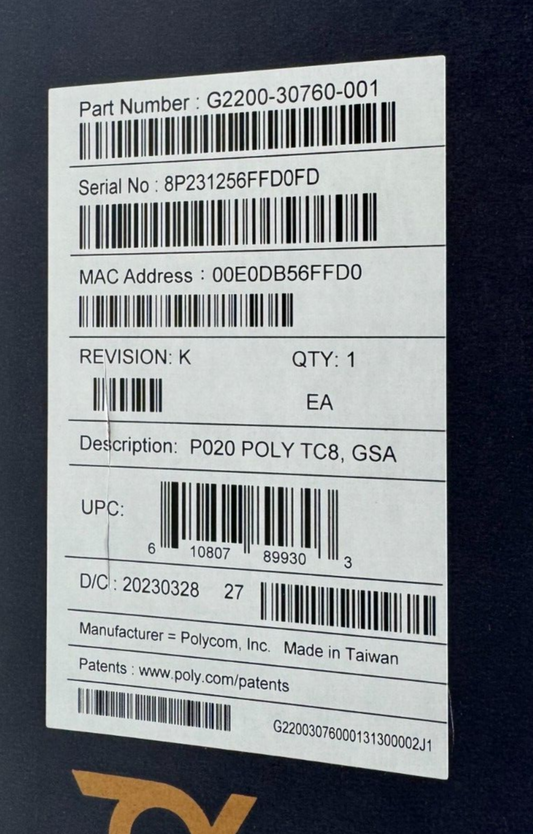 Part Number : G2200-30760-001
Serial No : 8P231256FFD0FD
MAC Address : 00E0DB56FFD0
REVISION: K QTY: 1
EA
Description: P020 POLY TC8, GSA
UPC:
6 10807 89930 3
D/C : 20230328 27
Manufacturer = Polycom, Inc. Made in Taiwan
Patents : www.poly.com/patents
G22003076000131300002J1